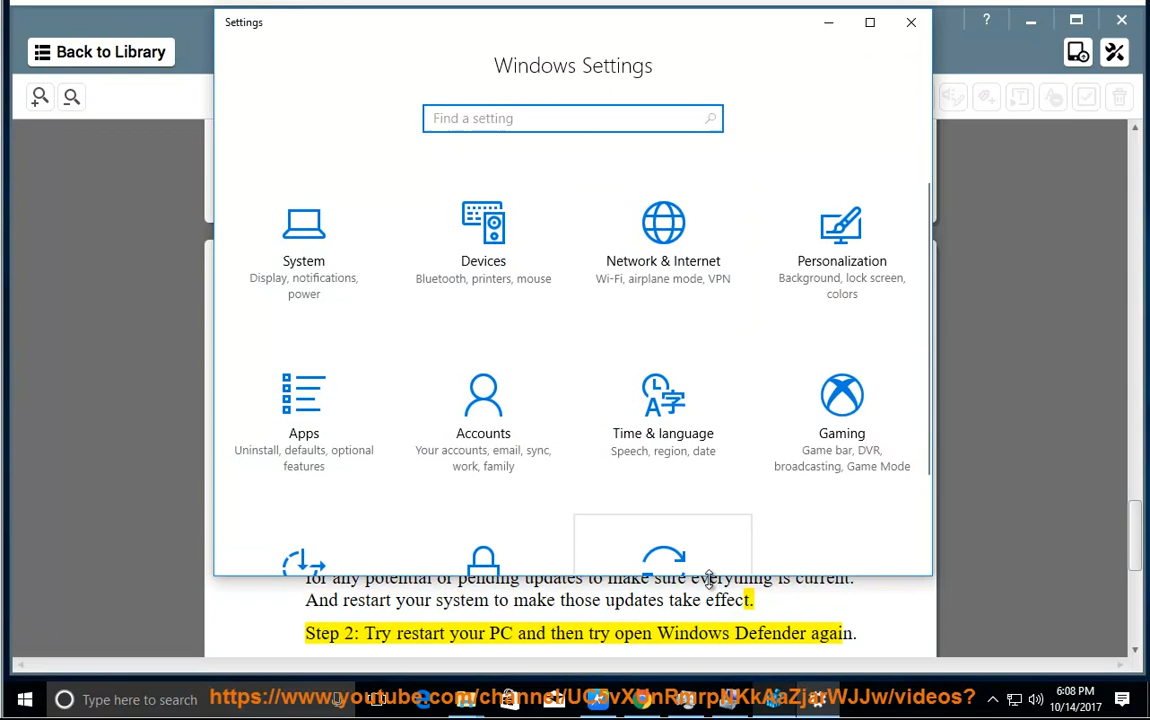 Settings
?
Back to Library
Windows Settings
Find a setting
System
Display, notifications,
power
Devices
Bluetooth, printers, mouse
Network & Internet
Wi-Fi, airplane mode, VPN
Personalization
Background, lock screen,
colors
Apps
Uninstall, defaults, optional
features
Accounts
Your accounts, email, sync,
work, family
Time & language
Speech, region, date
Gaming
Game bar, DVR,
broadcasting, Game Mode
for any potential or pending updates to make sure everything is current.
And restart your system to make those updates take effect.
Step 2: Try restart your PC and then try open Windows Defender again.
Type here to search
6:08 PM
10/14/2017